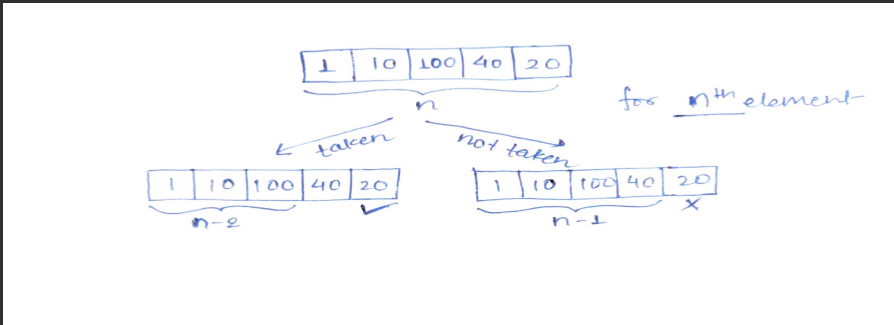 1 10 100 40 20
n
for nth element
taken
not taken
1 10 100 40 20
n-2
1 10 100 40 20
n-1